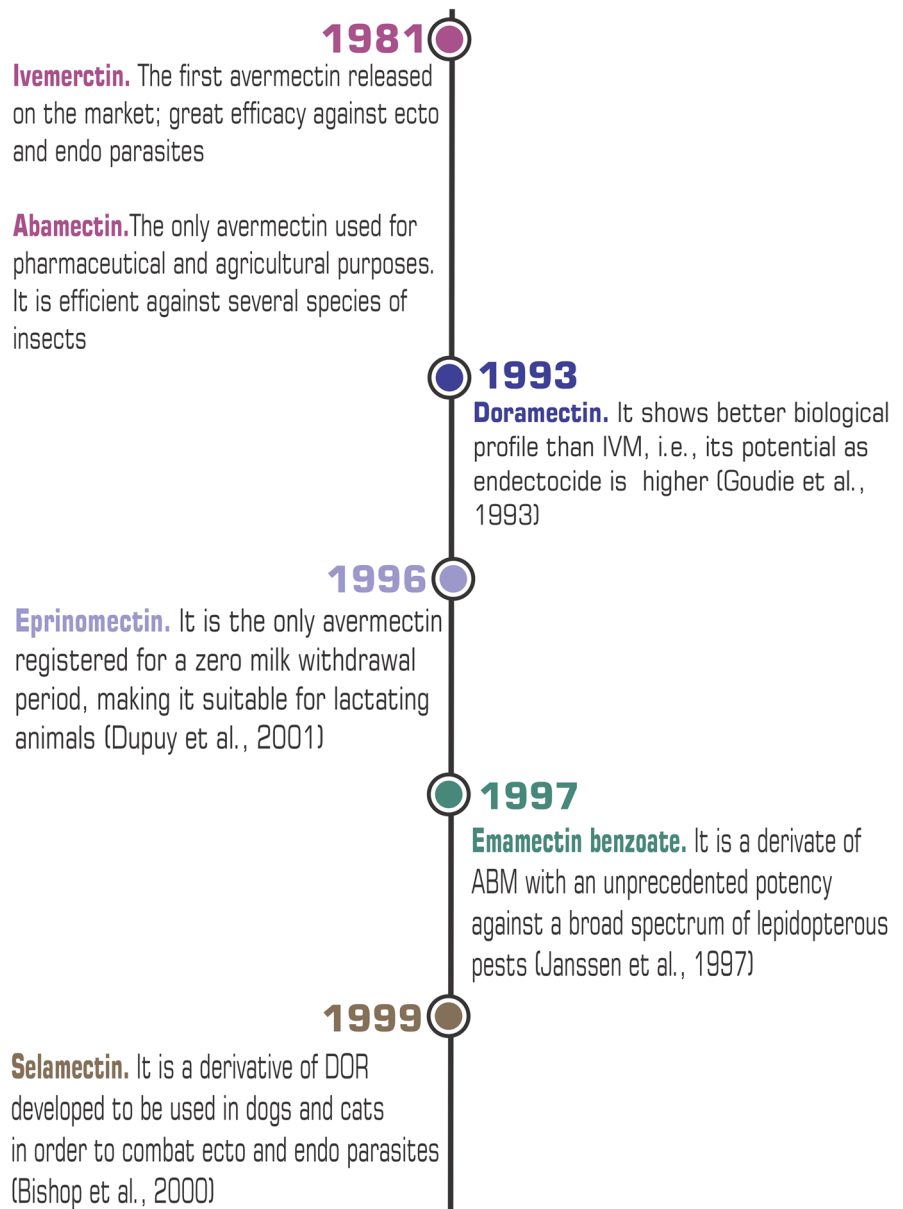 1981
Ivemerctin. The first avermectin released
on the market; great efficacy against ecto
and endo parasites
Abamectin.The only avermectin used for
pharmaceutical and agricultural purposes.
It is efficient against several species of
insects
1993
Doramectin. It shows better biological
profile than IVM, i.e., its potential as
endectocide is higher (Goudie et al.,
1993)
1996
Eprinomectin. It is the only avermectin
registered for a zero milk withdrawal
period, making it suitable for lactating
animals (Dupuy et al., 2001)
1997
Emamectin benzoate. It is a derivate of
ABM with an unprecedented potency
against a broad spectrum of lepidopterous
pests (Janssen et al., 1997)
1999
Selamectin. It is a derivative of DOR
developed to be used in dogs and cats
in order to combat ecto and endo parasites
(Bishop et al., 2000)